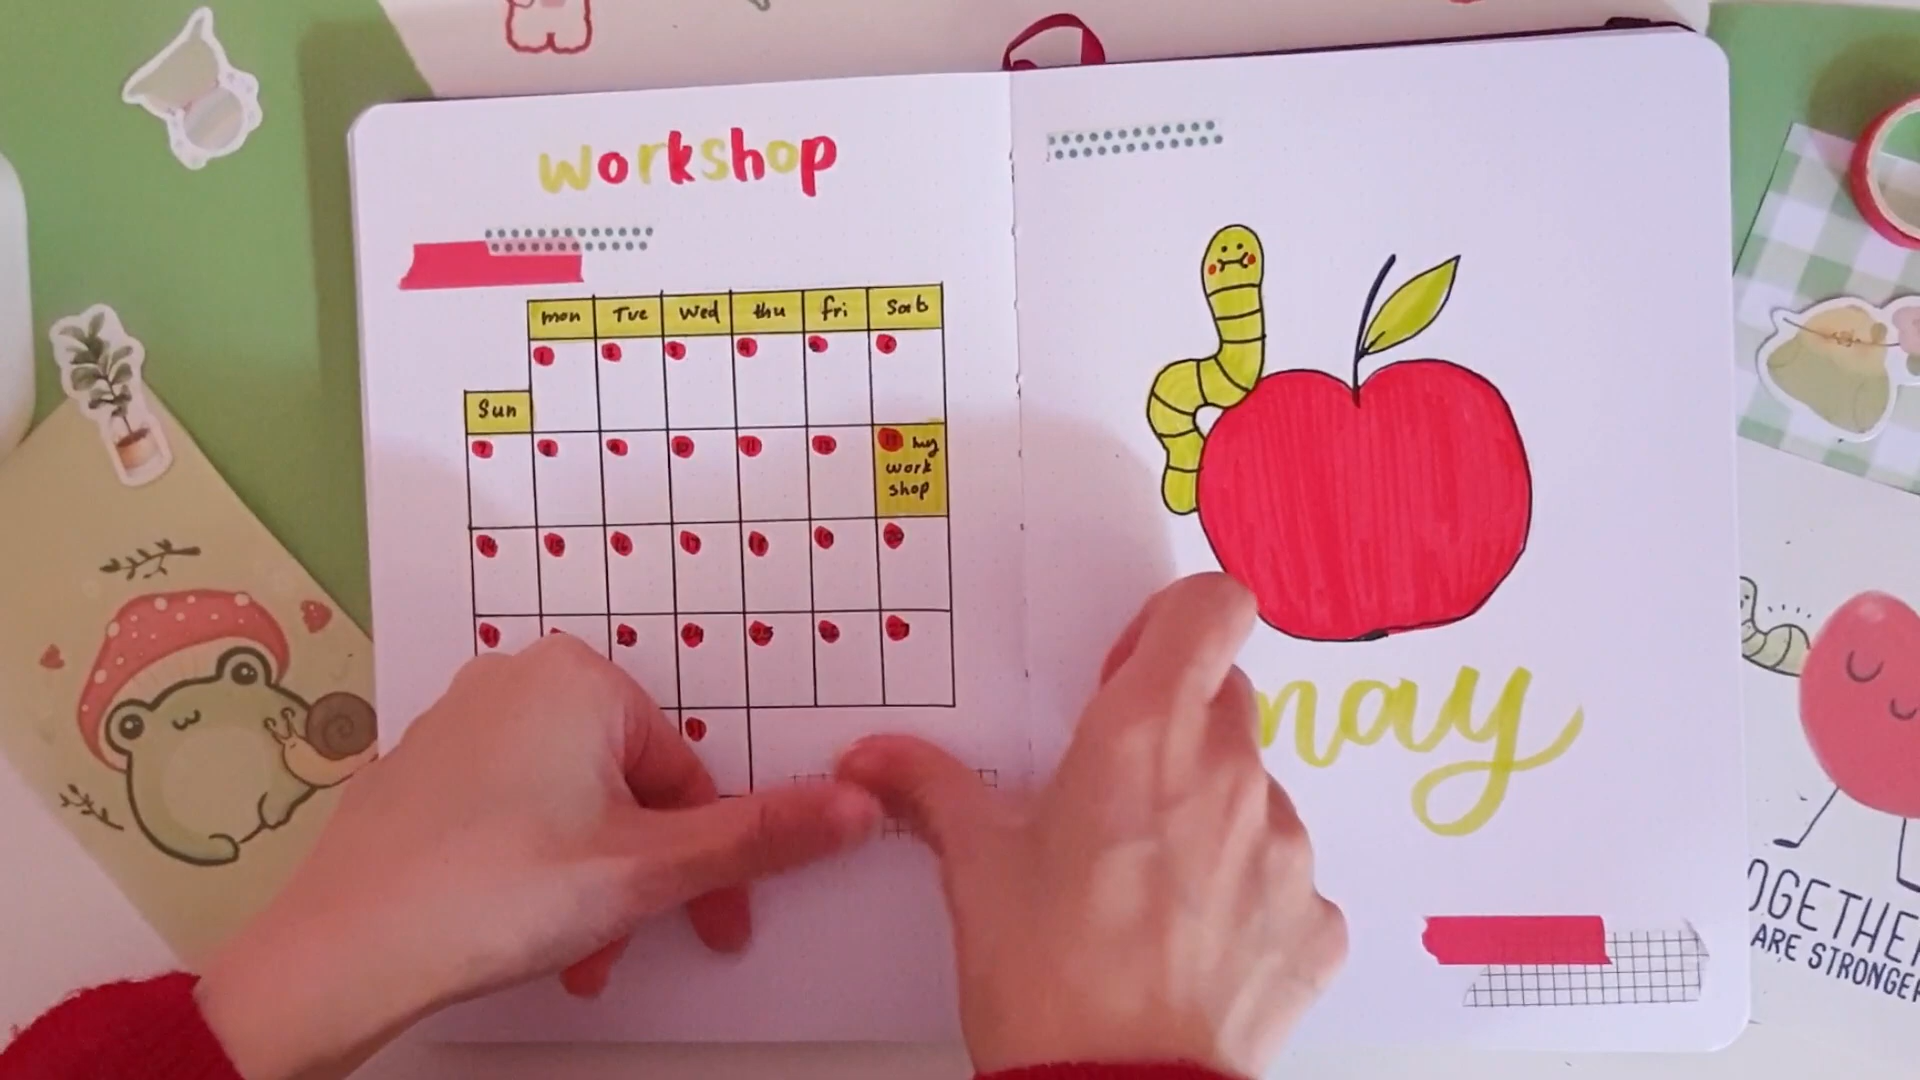 workshop
mon Tue Wed thu fri Sat
1 2 3 4 5 6
Sun
7 8 9 10 11 12 13 my
work
shop
14 15 16 17 18 19 20
21 23 24 25 26 27
31
may
OGETHE
ARE STRONGER